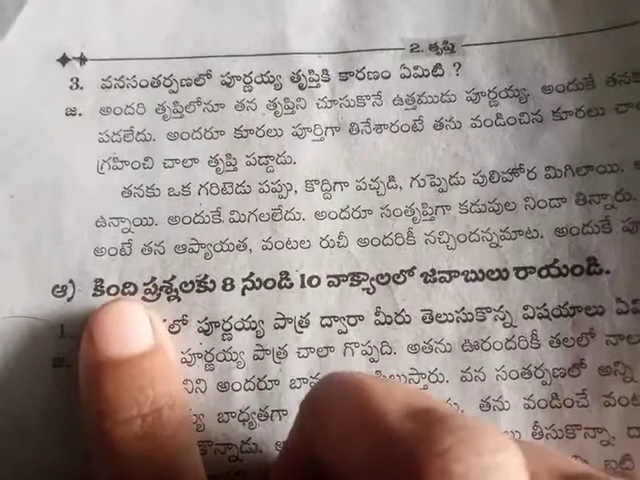 2. తృప్తి
3. వనసంతర్పణలో పూర్ణయ్య తృప్తికి కారణం ఏమిటి ?
జ. అందరి తృప్తిలోనూ తన తృప్తిని చూసుకొనే ఉత్తముడు పూర్ణయ్య. అందుకే
పడలేదు. అందరూ కూరలు పూర్తిగా తినేశారంటే తను వండించిన కూరలు
గ్రహించి చాలా తృప్తి పడ్డాడు.
తనకు ఒక గరిటెడు పప్పు, కొద్దిగా పచ్చడి, గుప్పెడు పులిహోర మిగిలాయి.
ఉన్నాయి. అందుకే మిగలలేదు. అందరూ సంతృప్తిగా కడుపుల నిండా తిన్నారు.
అంటే తన ఆప్యాయత, వంటల రుచీ అందరికీ నచ్చిందన్నమాట. అందుకే
ఆ) కింది ప్రశ్నలకు 8 నుండి 10 వాక్యాలలో జవాబులు రాయండి.
1. లో పూర్ణయ్య పాత్ర ద్వారా మీరు తెలుసుకొన్న విషయాలు
జ. పూర్ణయ్య పాత్ర చాలా గొప్పది. అతను ఊరందరికీ తలలో
అందరూ వన సంతర్పణలో అన్ని
బాధ్యతగా తను వండించే
తీసుకొన్నా,